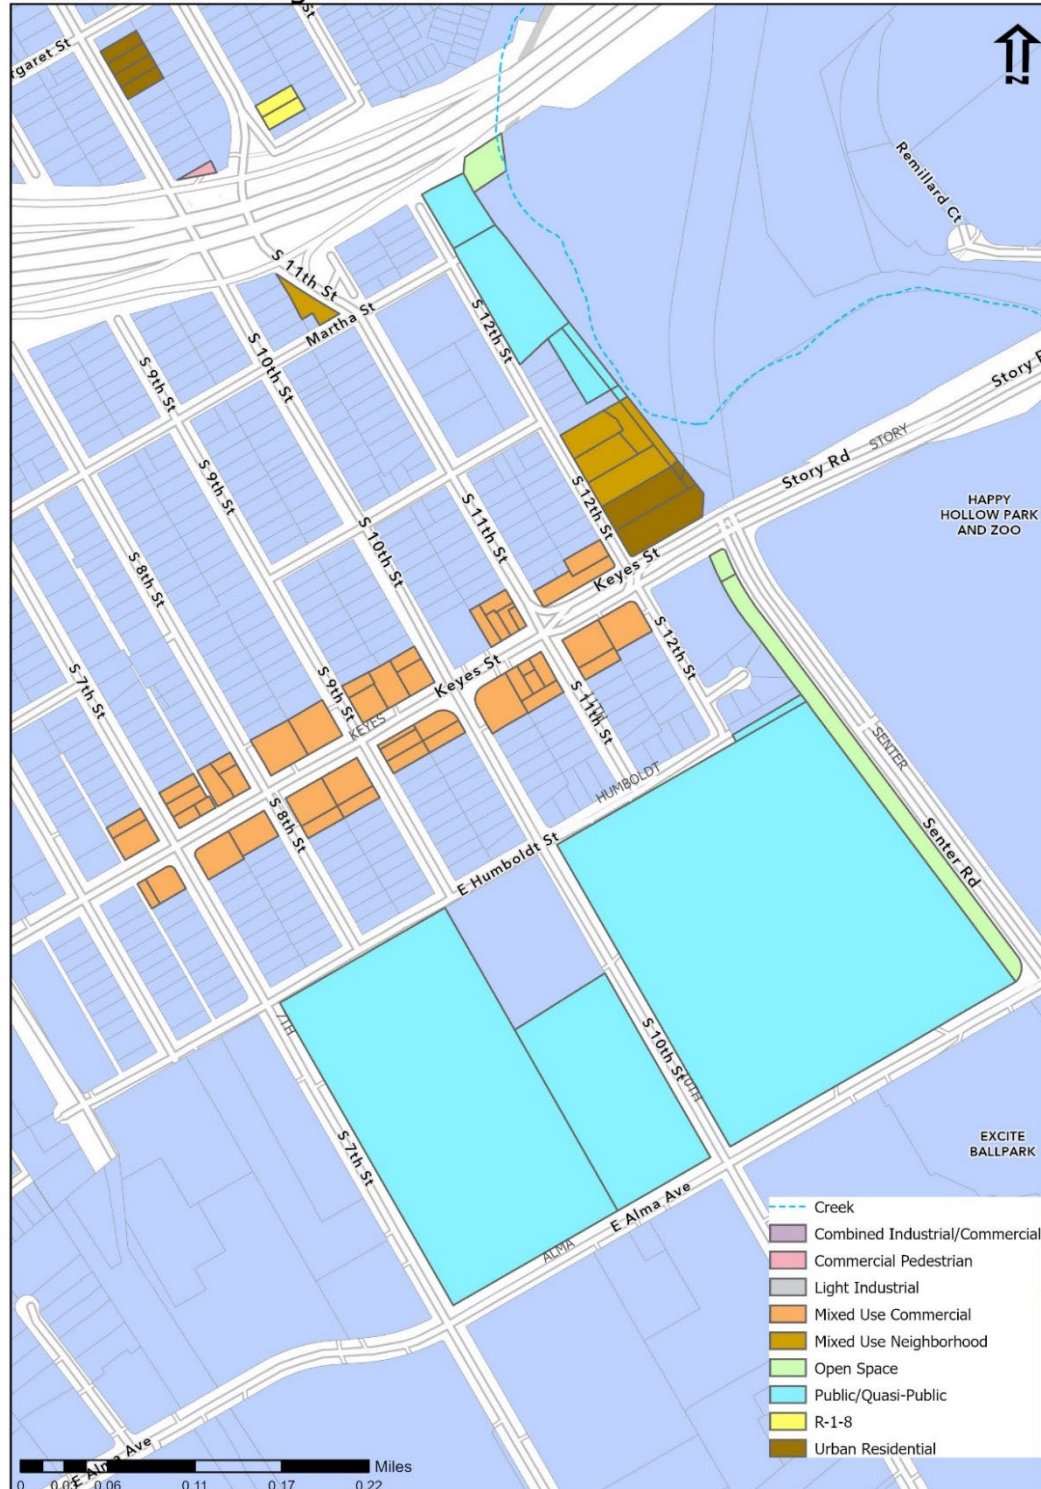 St
rgaret St
N
Remillard Ct
S 11th St
Martha St
S 12th St
S 10th St
S 9th St
Story R
STORY
Story Rd
S 9th St
S 12th St
S 11th St
HAPPY
HOLLOW PARK
AND ZOO
S 10th St
S 8th St
Keyes St
S 7th St
S 12th St
Keyes St
S 9th St
S 11th St
KEYES
SENTER
HUMBOLDT
S 8th St
Senter Rd
E Humboldt St
7TH
S 10th St
10TH
S 7th St
EXCITE
BALLPARK
E Alma Ave
ALMA
Creek
Combined Industrial/Commercial
Commercial Pedestrian
Light Industrial
Mixed Use Commercial
Mixed Use Neighborhood
Open Space
Public/Quasi-Public
R-1-8
Urban Residential
E Alma Ave
Miles
0 0.03 0.06 0.11 0.17 0.22